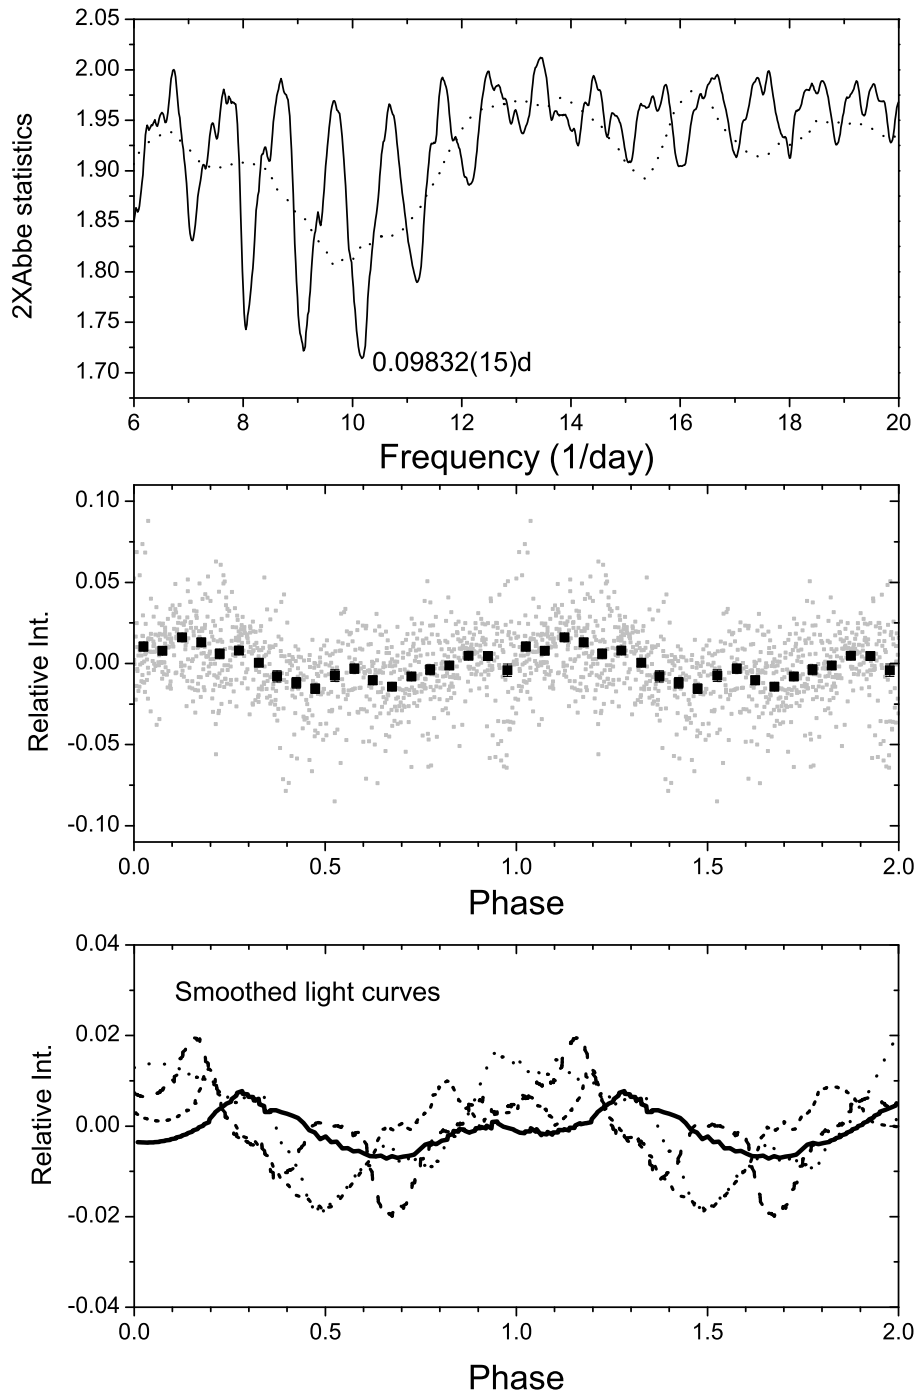 2.05
2.00
1.95
1.90
1.85
1.80
1.75
1.70
2XAbbe statistics
0.09832(15)d
6 8 10 12 14 16 18 20
Frequency (1/day)
0.10
0.05
0.00
-0.05
-0.10
Relative Int.
0.0 0.5 1.0 1.5 2.0
Phase
0.04
0.02
0.00
-0.02
-0.04
Relative Int.
Smoothed light curves
0.0 0.5 1.0 1.5 2.0
Phase